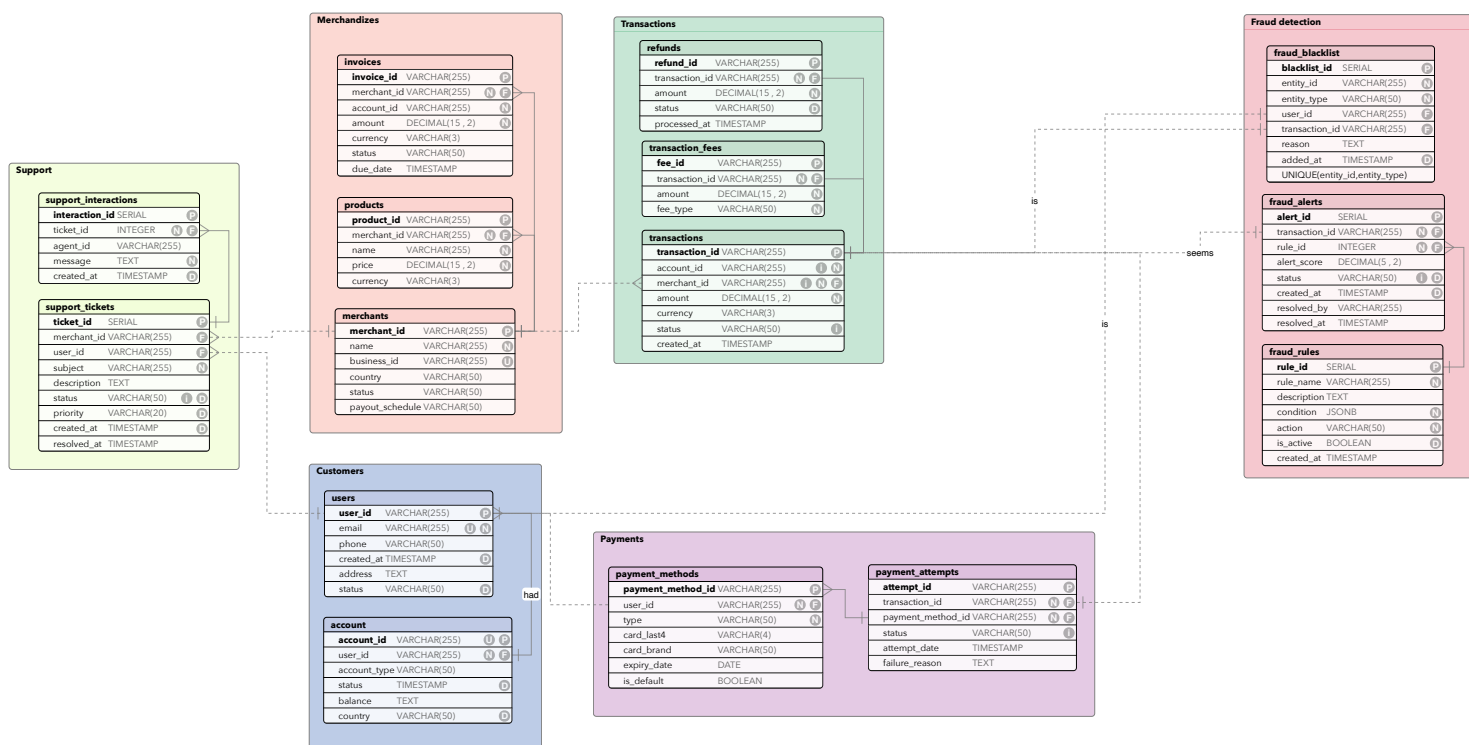 Merchandizes
invoices
invoice_id VARCHAR(255) P
merchant_id VARCHAR(255) N F
account_id VARCHAR(255) N
amount DECIMAL(15 , 2) N
currency VARCHAR(3)
status VARCHAR(50)
due_date TIMESTAMP
products
product_id VARCHAR(255) P
merchant_id VARCHAR(255) N F
name VARCHAR(255) N
price DECIMAL(15 , 2) N
currency VARCHAR(3)
merchants
merchant_id VARCHAR(255) P
name VARCHAR(255) N
business_id VARCHAR(255) U
country VARCHAR(50)
status VARCHAR(50)
payout_schedule VARCHAR(50)
Transactions
refunds
refund_id VARCHAR(255) P
transaction_id VARCHAR(255) N F
amount DECIMAL(15 , 2) N
status VARCHAR(50) D
processed_at TIMESTAMP
transaction_fees
fee_id VARCHAR(255) P
transaction_id VARCHAR(255) N F
amount DECIMAL(15 , 2) N
fee_type VARCHAR(50) N
transactions
transaction_id VARCHAR(255) P
account_id VARCHAR(255) i N
merchant_id VARCHAR(255) i N F
amount DECIMAL(15 , 2) N
currency VARCHAR(3)
status VARCHAR(50) i
created_at TIMESTAMP
Fraud detection
fraud_blacklist
blacklist_id SERIAL P
entity_id VARCHAR(255) N
entity_type VARCHAR(50) N
user_id VARCHAR(255) F
transaction_id VARCHAR(255) F
reason TEXT
added_at TIMESTAMP D
UNIQUE(entity_id,entity_type)
fraud_alerts
alert_id SERIAL P
transaction_id VARCHAR(255) N F
rule_id INTEGER N F
alert_score DECIMAL(5 , 2)
status VARCHAR(50) i D
created_at TIMESTAMP D
resolved_by VARCHAR(255)
resolved_at TIMESTAMP
fraud_rules
rule_id SERIAL P
rule_name VARCHAR(255) N
description TEXT
condition JSONB N
action VARCHAR(50) N
is_active BOOLEAN D
created_at TIMESTAMP
is
seems
is
Support
support_interactions
interaction_id SERIAL P
ticket_id INTEGER N F
agent_id VARCHAR(255)
message TEXT N
created_at TIMESTAMP D
support_tickets
ticket_id SERIAL P
merchant_id VARCHAR(255) F
user_id VARCHAR(255) F
subject VARCHAR(255) N
description TEXT
status VARCHAR(50) i D
priority VARCHAR(20) D
created_at TIMESTAMP D
resolved_at TIMESTAMP
Customers
users
user_id VARCHAR(255) P
email VARCHAR(255) U N
phone VARCHAR(50)
created_at TIMESTAMP D
address TEXT
status VARCHAR(50) D
had
account
account_id VARCHAR(255) U P
user_id VARCHAR(255) N F
account_type VARCHAR(50)
status TIMESTAMP D
balance TEXT
country VARCHAR(50) D
Payments
payment_methods
payment_method_id VARCHAR(255) P
user_id VARCHAR(255) N F
type VARCHAR(50) N
card_last4 VARCHAR(4)
card_brand VARCHAR(50)
expiry_date DATE
is_default BOOLEAN
payment_attempts
attempt_id VARCHAR(255) P
transaction_id VARCHAR(255) N F
payment_method_id VARCHAR(255) N F
status VARCHAR(50) i
attempt_date TIMESTAMP
failure_reason TEXT